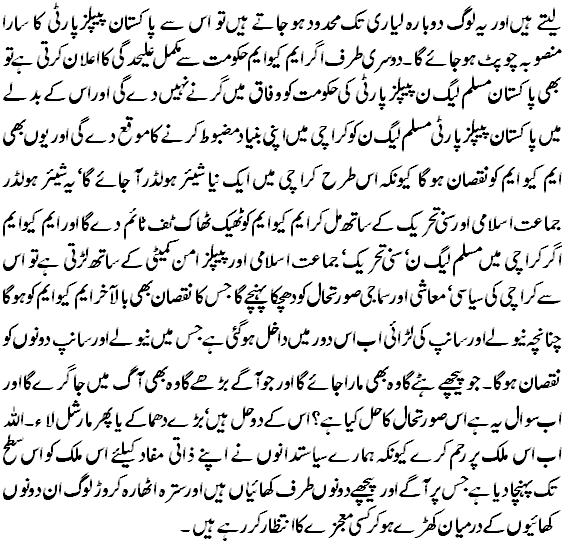 لیتے ہیں اور یہ لوگ دوبارہ لیاری تک محدود ہو جاتے ہیں تو اس سے پاکستان پیپلز پارٹی کا سارا
منصوبہ چوپٹ ہو جائے گا۔ دوسری طرف اگر ایم کیو ایم حکومت سے مکمل علیحدگی کا اعلان کرتی ہے تو
بھی پاکستان مسلم لیگ ن پیپلز پارٹی کی حکومت کو وفاق میں گرنے نہیں دے گی اور اس کے بدلے
میں پاکستان پیپلز پارٹی مسلم لیگ ن کو کراچی میں اپنی بنیاد مضبوط کرنے کا موقع دے گی اور یوں بھی
ایم کیو ایم کو نقصان ہو گا کیونکہ اس طرح کراچی میں ایک نیا شیئر ہولڈر آ جائے گا‘ یہ شیئر ہولڈر
جماعت اسلامی اور سنی تحریک کے ساتھ مل کر ایم کیو ایم کو ٹھیک ٹھاک ٹف ٹائم دے گا اور ایم کیو ایم
اگر کراچی میں مسلم لیگ ن‘ سنی تحریک‘ جماعت اسلامی اور پیپلز امن کمیٹی کے ساتھ لڑتی ہے تو اس
سے کراچی کی سیاسی‘ معاشی اور سماجی صورتحال کو دھچکا پہنچے گا جس کا نقصان بھی بالآخر ایم کیو ایم کو ہو گا
چنانچہ نیولے اور سانپ کی لڑائی اب اس دور میں داخل ہو گئی ہے جس میں نیولے اور سانپ دونوں کو
نقصان ہو گا۔ جو پیچھے ہٹے گا وہ بھی مارا جائے گا اور جو آگے بڑھے گا وہ بھی آگ میں جا گرے گا اور
اب سوال یہ ہے اس صورتحال کا حل کیا ہے؟ اس کے دو حل ہیں‘ بڑے دھماکے یا پھر مارشل لاء۔ اللہ
اب اس ملک پر رحم کرے کیونکہ ہمارے سیاستدانوں نے اپنے ذاتی مفاد کیلئے اس ملک کو اس سطح
تک پہنچا دیا ہے جس پر آگے اور پیچھے دونوں طرف کھائیاں ہیں اور سترہ اٹھارہ کروڑ لوگ ان دونوں
کھائیوں کے درمیان کھڑے ہو کر کسی معجزے کا انتظار کر رہے ہیں۔